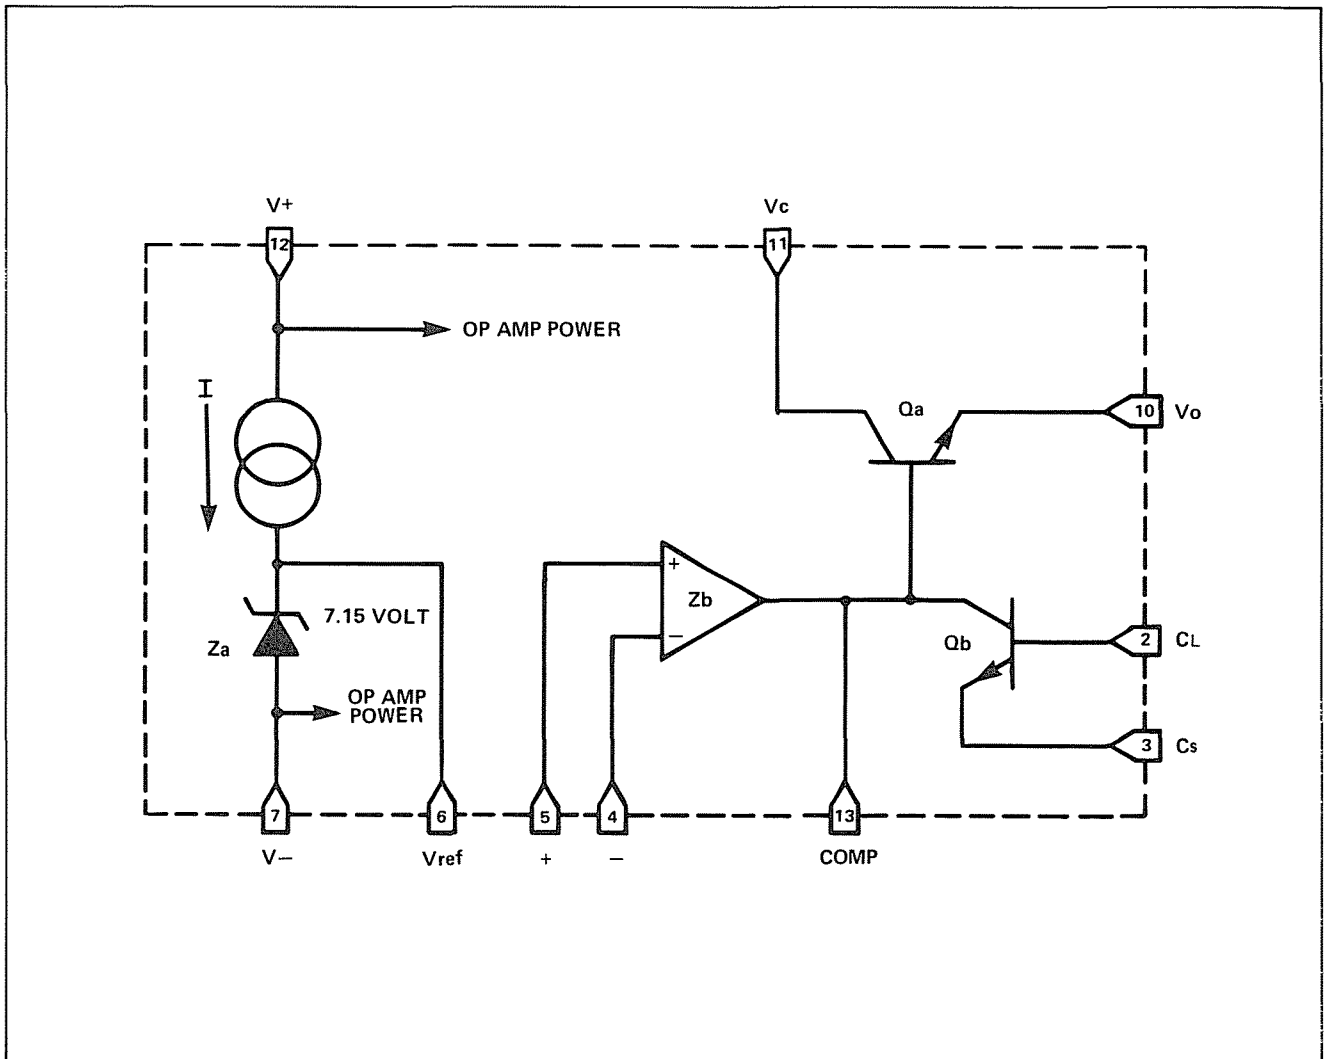 V+
12
Vc
11
OP AMP POWER
I
Qa
10 Vo
7.15 VOLT
Za
+
Zb
−
Qb
2 CL
OP AMP
POWER
3 Cs
7
6
5
4
13
V−
Vref
+
−
COMP